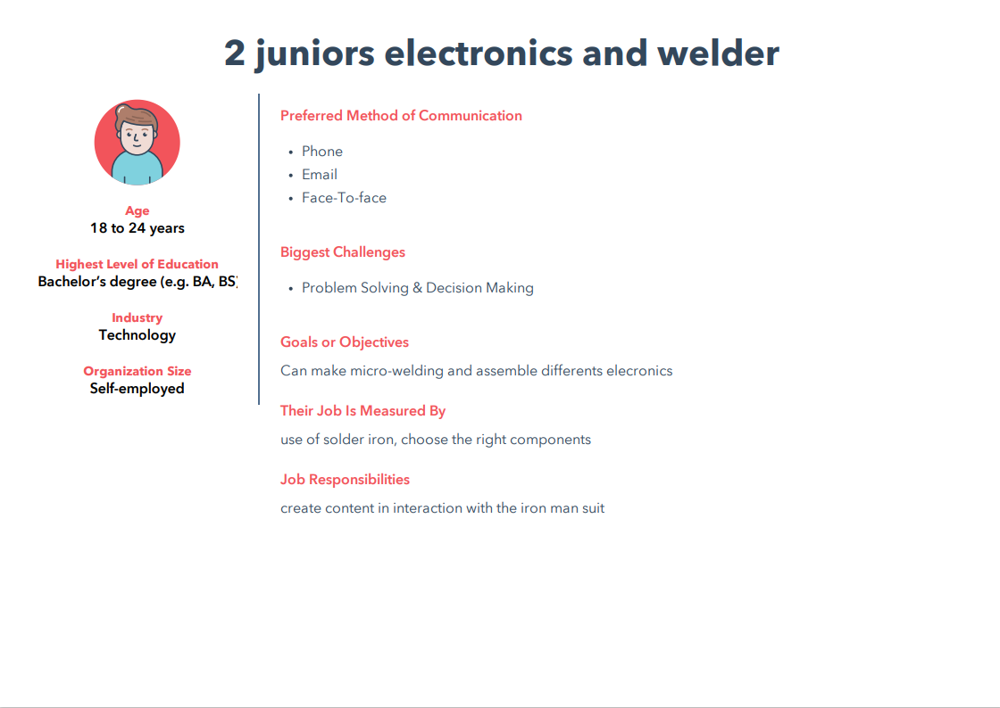 2 juniors electronics and welder
Age
18 to 24 years
Highest Level of Education
Bachelor's degree (e.g. BA, BS)
Industry
Technology
Organization Size
Self-employed
Preferred Method of Communication
• Phone
• Email
• Face-To-face
Biggest Challenges
• Problem Solving & Decision Making
Goals or Objectives
Can make micro-welding and assemble differents elecronics
Their Job Is Measured By
use of solder iron, choose the right components
Job Responsibilities
create content in interaction with the iron man suit